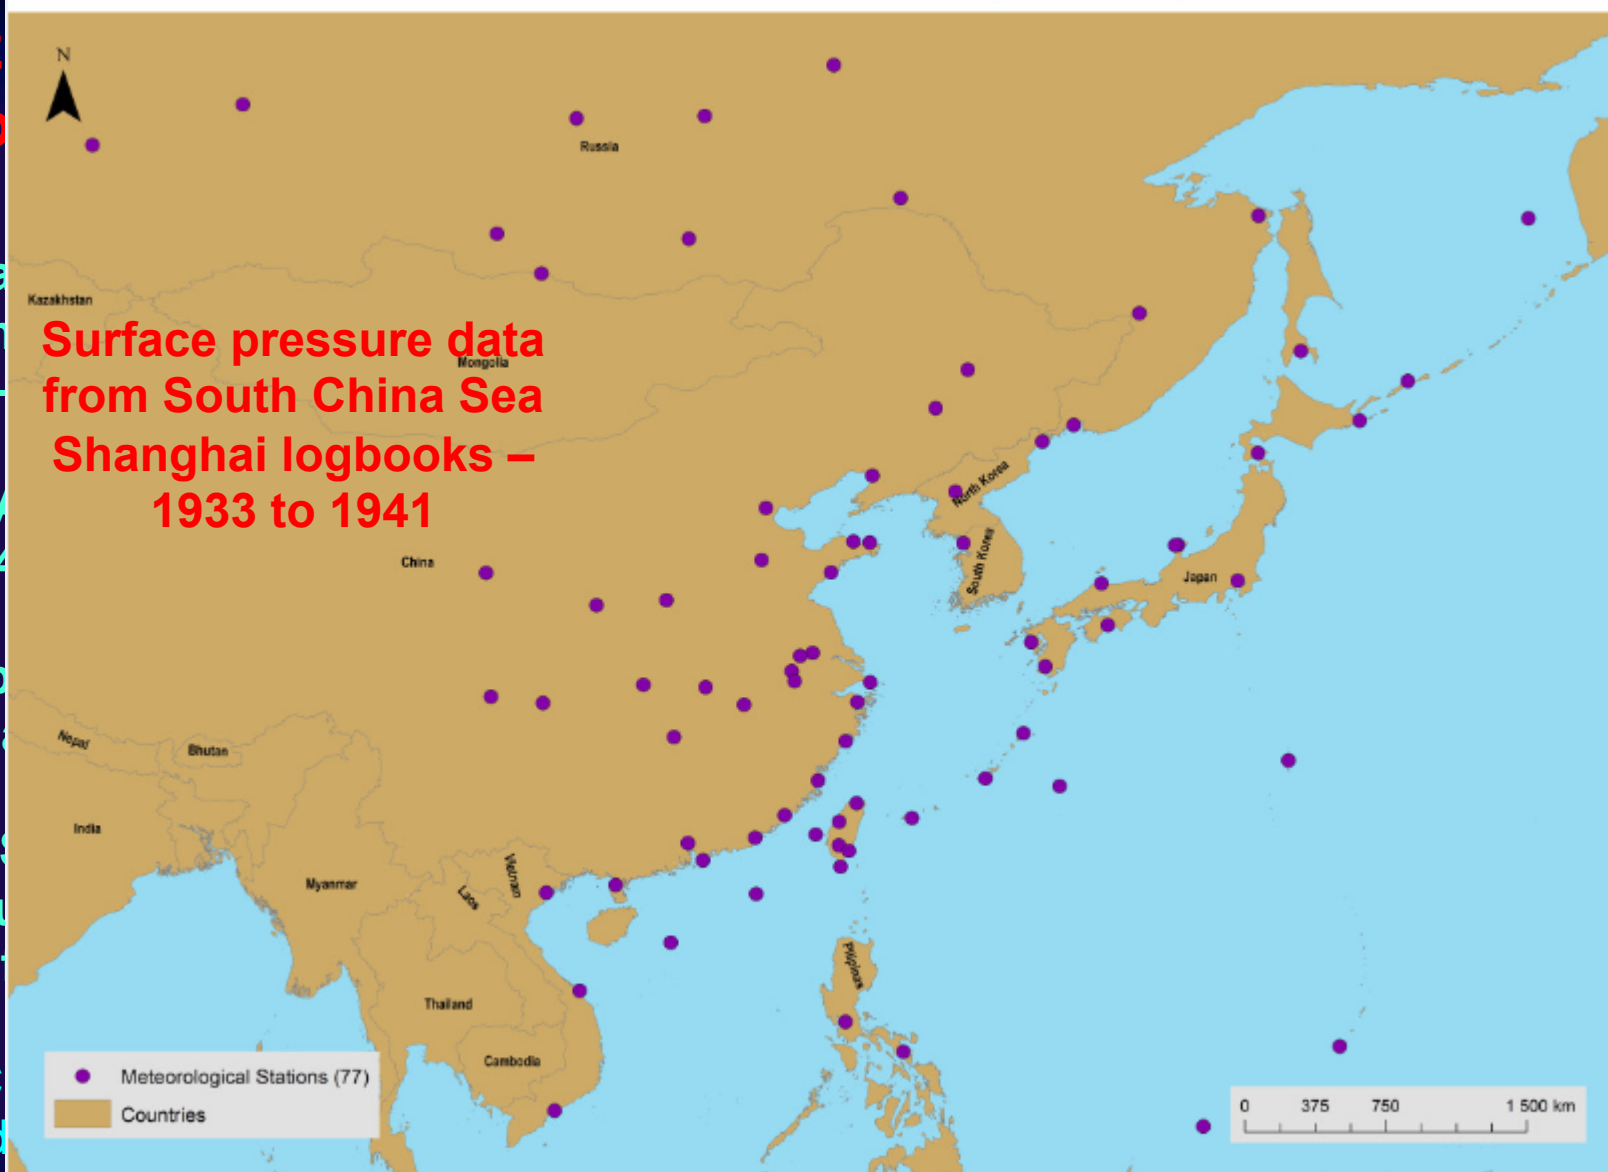 N
Russia
Kazakhstan
Surface pressure data
Mongolia
from South China Sea
Shanghai logbooks –
1933 to 1941
North Korea
South Korea
China
Japan
Nepal
Bhutan
India
Vietnam
Myanmar
Laos
Pilipinas
Thailand
Cambodia
Meteorological Stations (77)
Countries
0 375 750 1 500 km